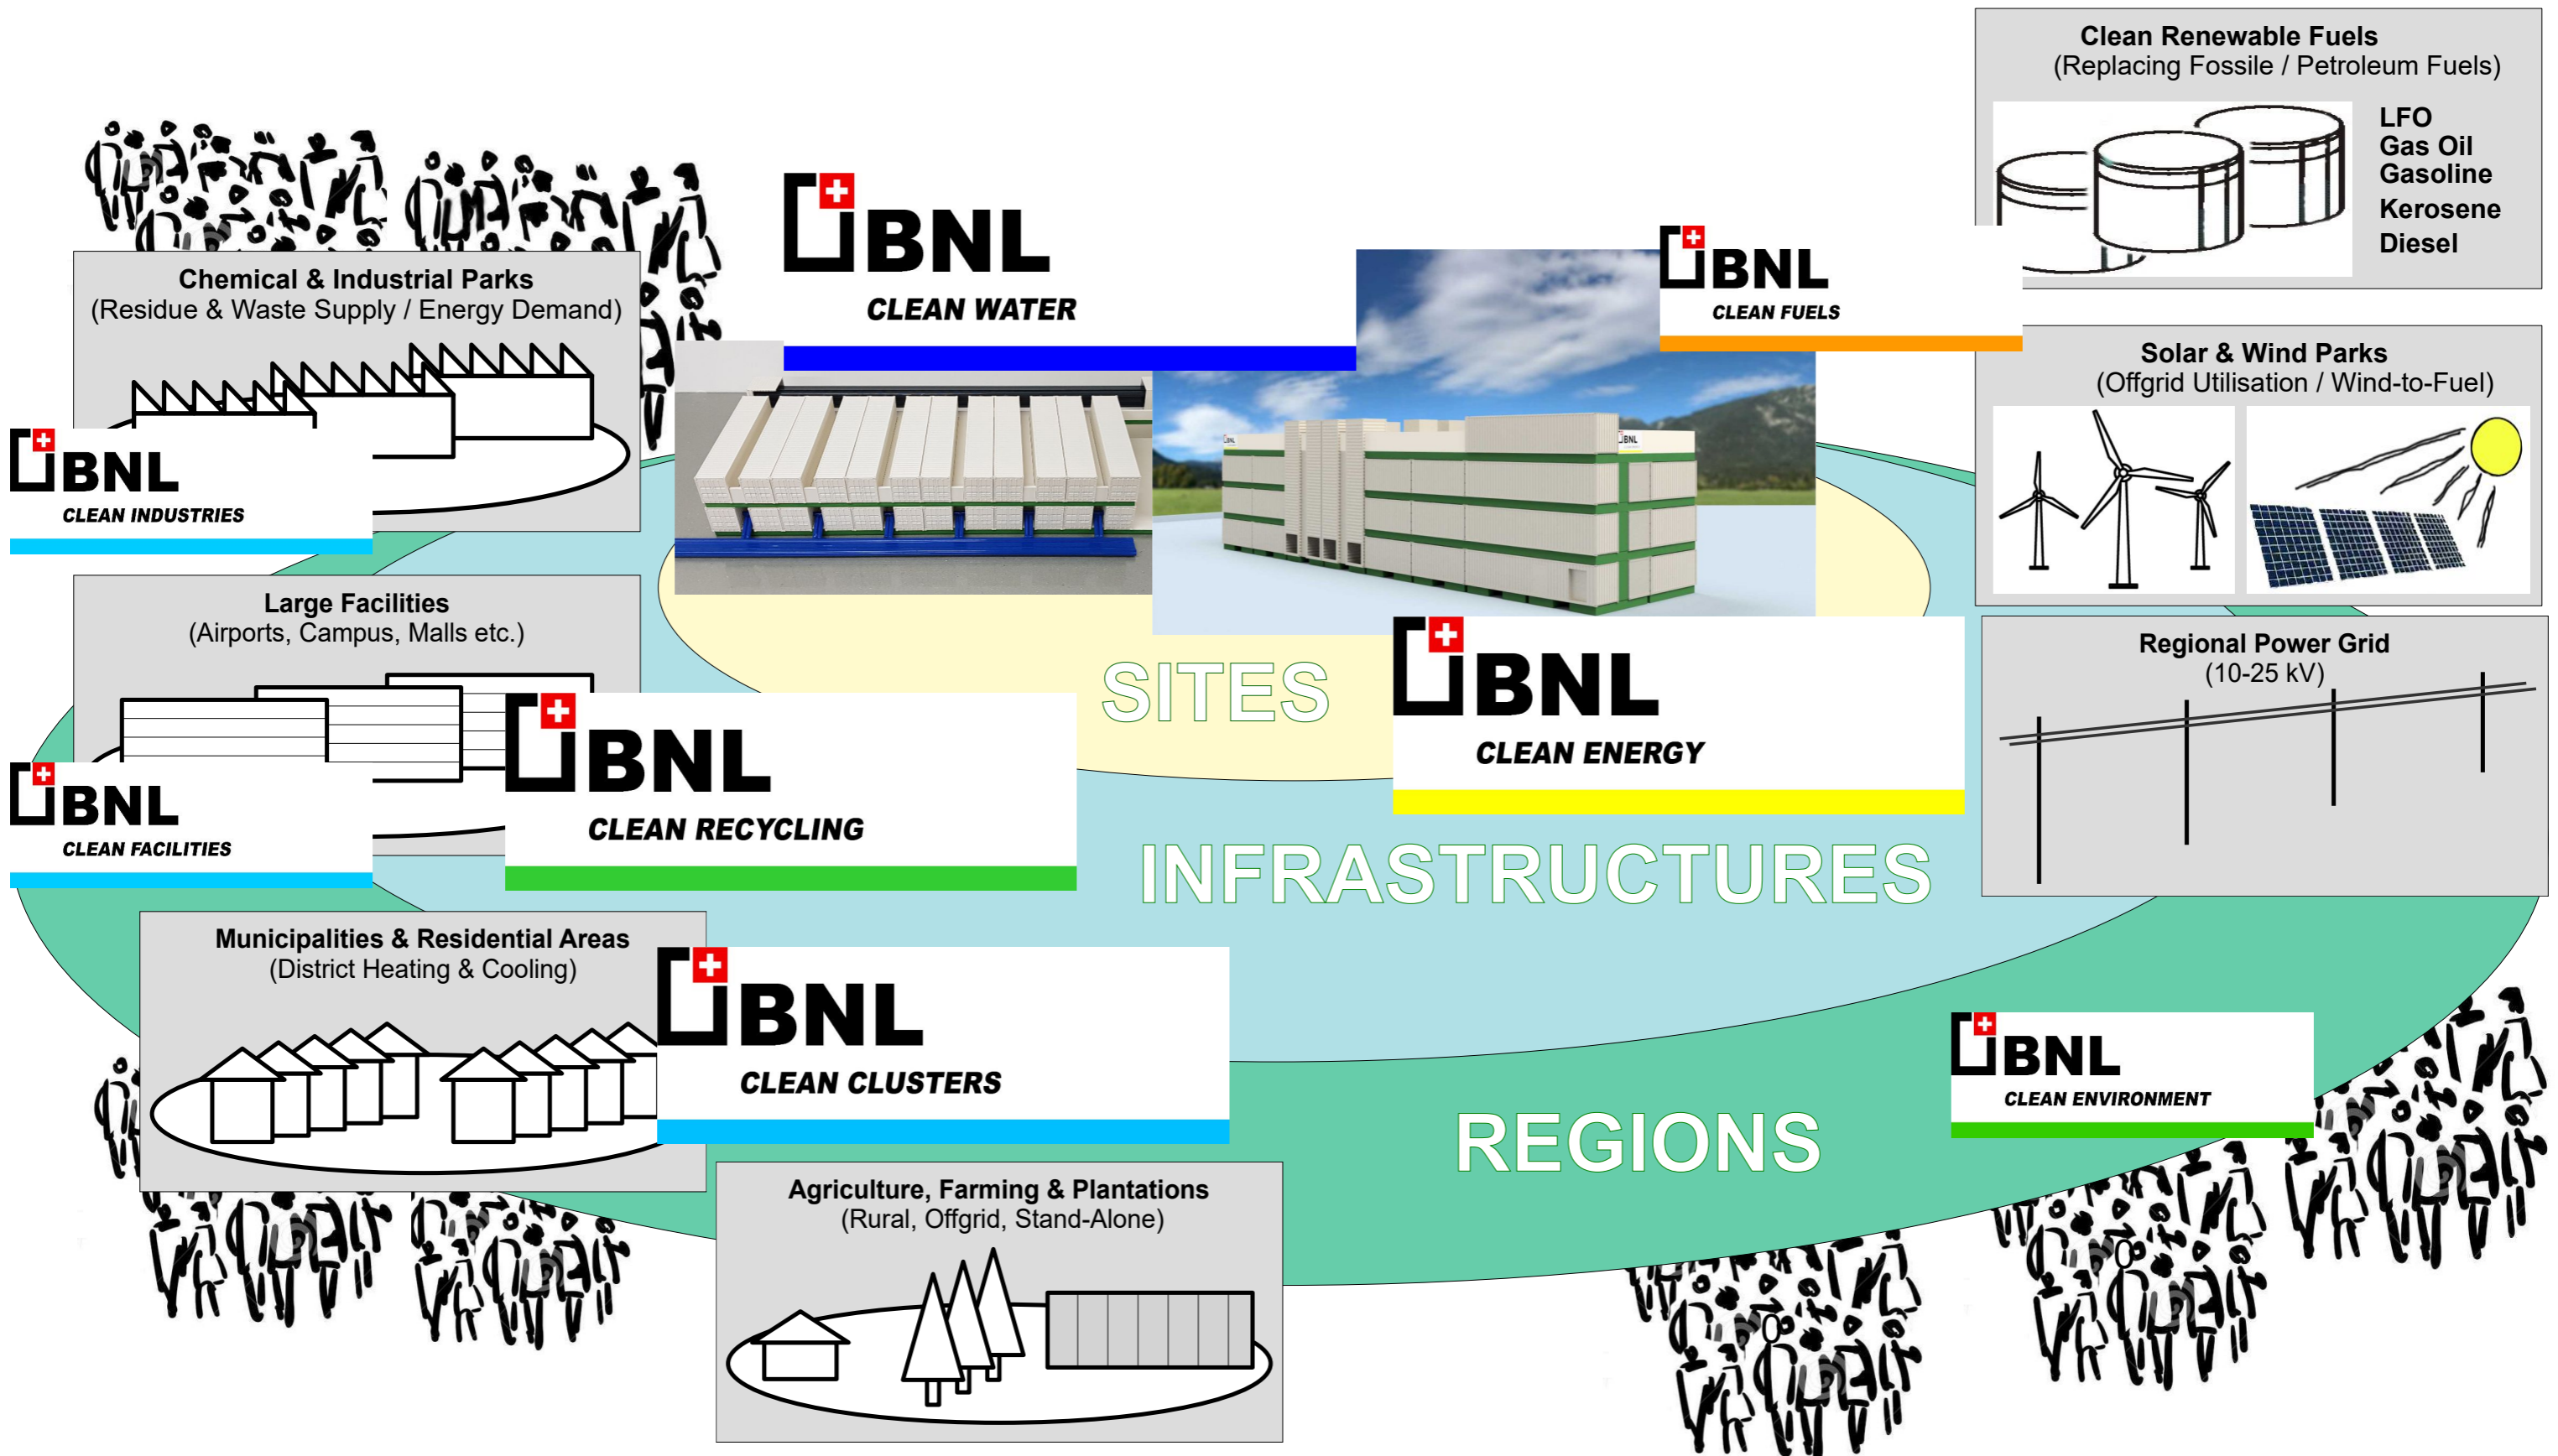 Clean Renewable Fuels
(Replacing Fossile / Petroleum Fuels)
LFO
Gas Oil
Gasoline
Kerosene
Diesel
BNL
CLEAN WATER
BNL
CLEAN FUELS
Chemical & Industrial Parks
(Residue & Waste Supply / Energy Demand)
BNL
CLEAN INDUSTRIES
Solar & Wind Parks
(Offgrid Utilisation / Wind-to-Fuel)
BNL
BNL
Large Facilities
(Airports, Campus, Malls etc.)
BNL
CLEAN FACILITIES
BNL
CLEAN RECYCLING
SITES
BNL
CLEAN ENERGY
Regional Power Grid
(10-25 kV)
INFRASTRUCTURES
Municipalities & Residential Areas
(District Heating & Cooling)
BNL
CLEAN CLUSTERS
BNL
CLEAN ENVIRONMENT
REGIONS
Agriculture, Farming & Plantations
(Rural, Offgrid, Stand-Alone)